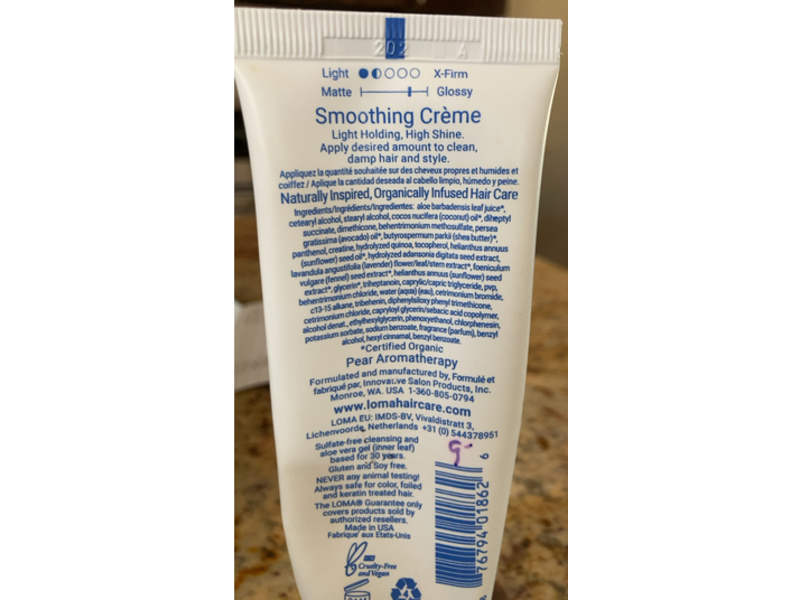 202 A
Light X-Firm
Matte Glossy
Smoothing Crème
Light Holding, High Shine.
Apply desired amount to clean,
damp hair and style.
Appliquez la quantité souhaitée sur des cheveux propres et humides et
coiffez / Aplique la cantidad deseada al cabello limpio, húmedo y peine.
Naturally Inspired, Organically Infused Hair Care
Ingredients/Ingrédients/Ingredientes: aloe barbadensis leaf juice*,
cetearyl alcohol, stearyl alcohol, cocos nucifera (coconut) oil*, diheptyl
succinate, dimethicone, behentrimonium methosulfate, persea
gratissima (avocado) oil*, butyrospermum parkii (shea butter)*,
panthenol, creatine, hydrolyzed quinoa, tocopherol, helianthus annuus
(sunflower) seed oil*, hydrolyzed adansonia digitata seed extract,
lavandula angustifolia (lavender) flower/leaf/stem extract*, foeniculum
vulgare (fennel) seed extract*, helianthus annuus (sunflower) seed
extract*, glycerin*, triheptanoin, caprylic/capric triglyceride, pvp,
behentrimonium chloride, water (aqua) (eau), cetrimonium bromide,
c13-15 alkane, tribehenin, diphenylsiloxy phenyl trimethicone,
cetrimonium chloride, capryloyl glycerin/sebacic acid copolymer,
alcohol denat., ethylhexylglycerin, phenoxyethanol, chlorphenesin,
potassium sorbate, sodium benzoate, fragrance (parfum), benzyl
alcohol, hexyl cinnamal, benzyl benzoate.
*Certified Organic
Pear Aromatherapy
Formulated and manufactured by, Formulé et
fabriqué par, Innovative Salon Products, Inc.
Monroe, WA. USA 1-360-805-0794
www.lomahaircare.com
LOMA EU: IMDS-BV, Vivaldistratt 3,
Lichenvoorde, Netherlands +31 (0) 544378951
Sulfate-free cleansing and
aloe vera gel (inner leaf)
based for 30 years.
Gluten and Soy free.
NEVER any animal testing!
Always safe for color, foiled
and keratin treated hair.
The LOMA® Guarantee only
covers products sold by
authorized resellers.
Made in USA
Fabriqué aux États-Unis
Cruelty-Free
and Vegan
4
9-
6 76794 01862 6